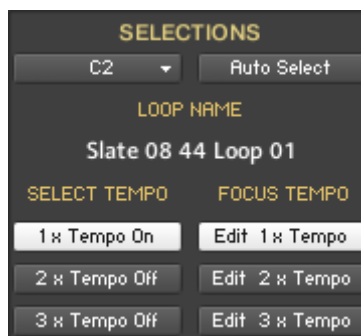 SELECTIONS
C2 Auto Select
LOOP NAME
Slate 08 44 Loop 01
SELECT TEMPO FOCUS TEMPO
1 x Tempo On Edit 1 x Tempo
2 x Tempo Off Edit 2 x Tempo
3 x Tempo Off Edit 3 x Tempo